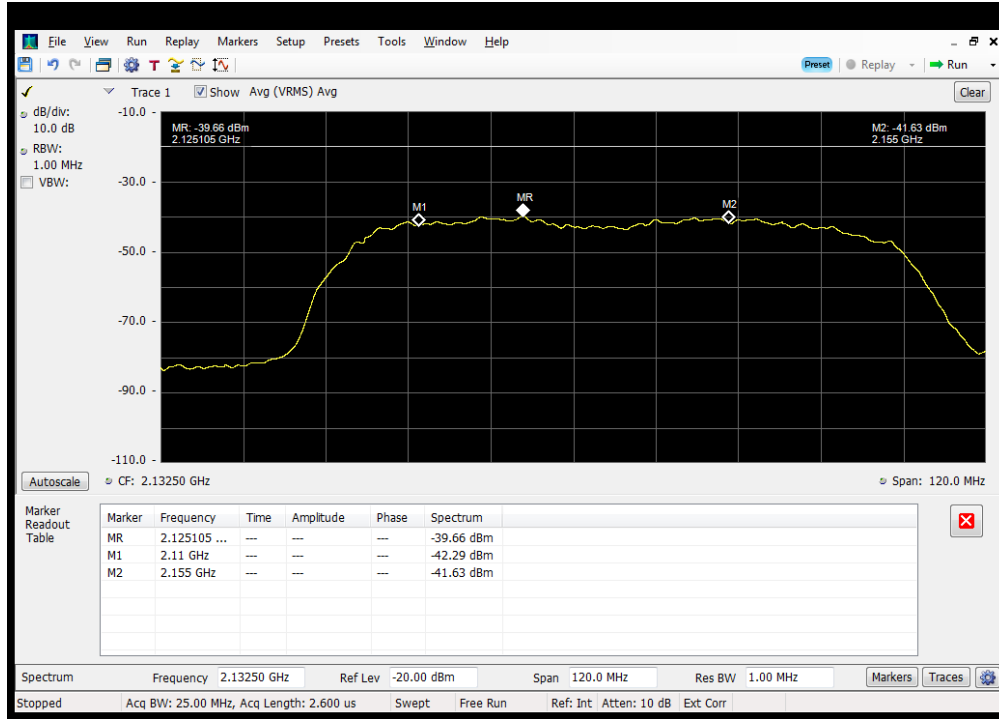 File View Run Replay Markers Setup Presets Tools Window Help
Preset Replay Run
Trace 1 Show Avg (VRMS) Avg Clear
dB/div:
10.0 dB
RBW:
1.00 MHz
VBW:
-10.0
-30.0
-50.0
-70.0
-90.0
-110.0
MR: -39.66 dBm
2.125105 GHz
M2: -41.63 dBm
2.155 GHz
M1
MR
M2
Autoscale CF: 2.13250 GHz Span: 120.0 MHz
Marker
Readout
Table
Marker Frequency Time Amplitude Phase Spectrum
MR 2.125105 ... --- --- --- -39.66 dBm
M1 2.11 GHz --- --- --- -42.29 dBm
M2 2.155 GHz --- --- --- -41.63 dBm
Spectrum Frequency 2.13250 GHz Ref Lev -20.00 dBm Span 120.0 MHz Res BW 1.00 MHz Markers Traces
Stopped Acq BW: 25.00 MHz, Acq Length: 2.600 us Swept Free Run Ref: Int Atten: 10 dB Ext Corr